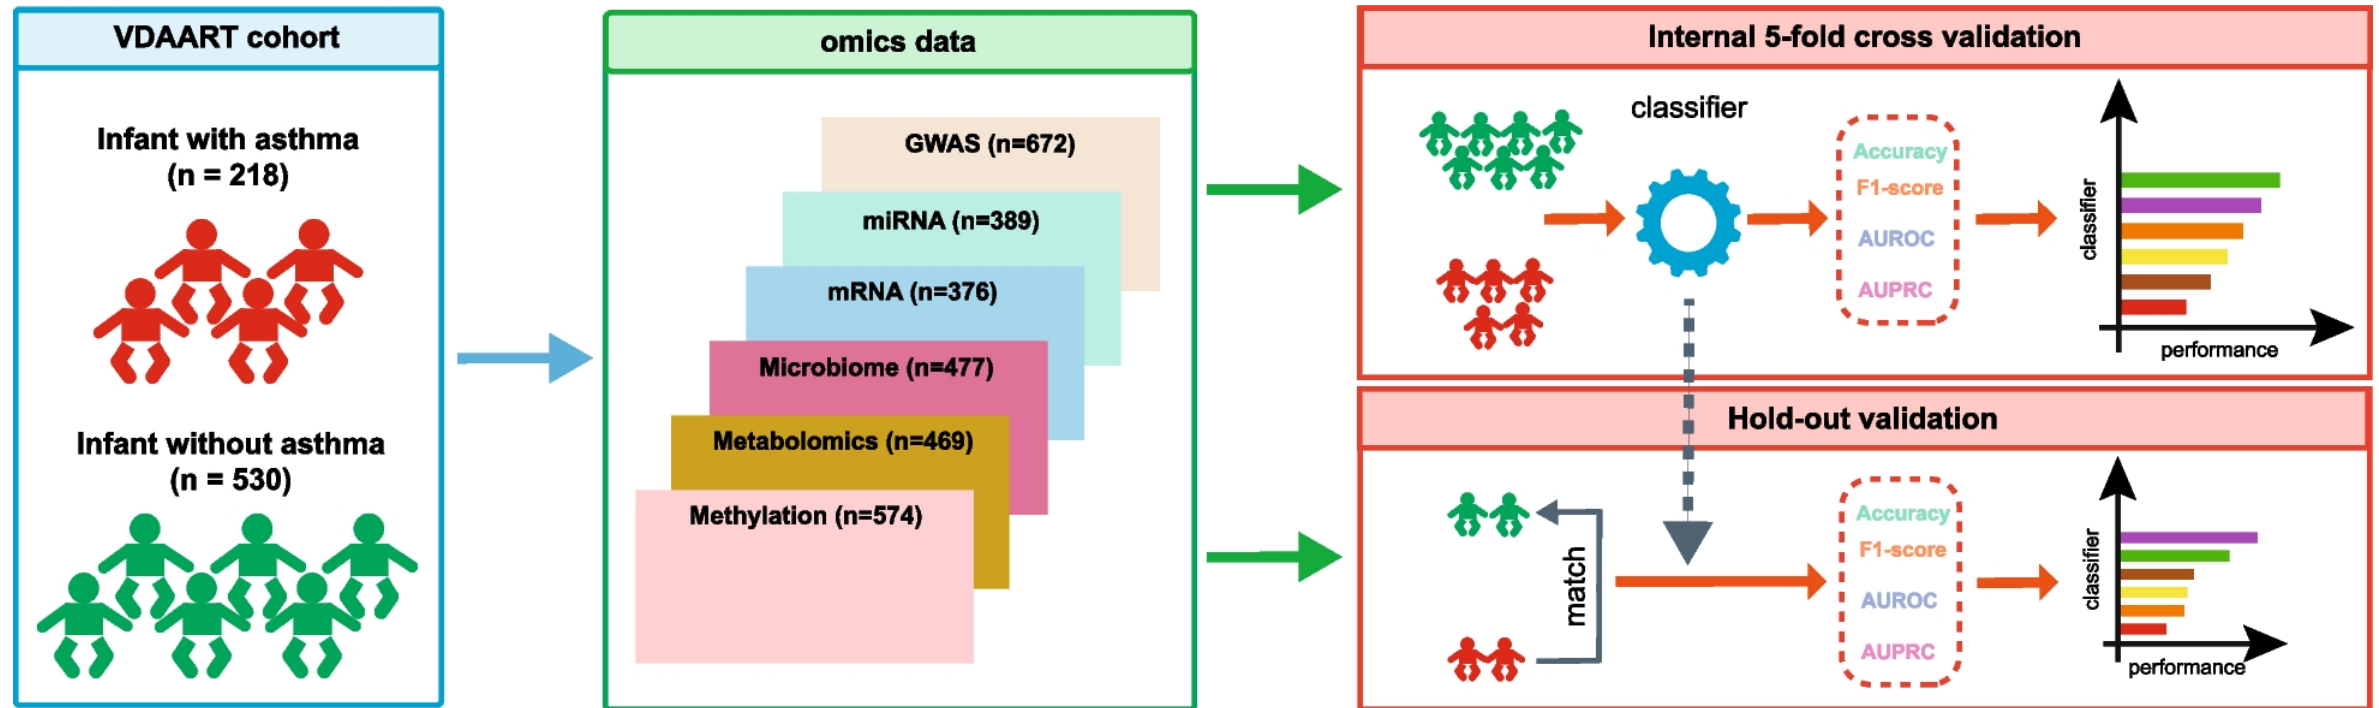 VDAART cohort
Infant with asthma
(n = 218)
Infant without asthma
(n = 530)
omics data
GWAS (n=672)
miRNA (n=389)
mRNA (n=376)
Microbiome (n=477)
Metabolomics (n=469)
Methylation (n=574)
Internal 5-fold cross validation
classifier
Accuracy
F1-score
AUROC
AUPRC
classifier
performance
Hold-out validation
match
Accuracy
F1-score
AUROC
AUPRC
classifier
performance